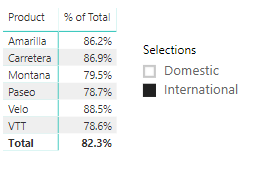 Product % of Total
Amarilla 86.2%
Carretera 86.9%
Montana 79.5%
Paseo 78.7%
Velo 88.5%
VTT 78.6%
Total 82.3%
Selections
Domestic
International